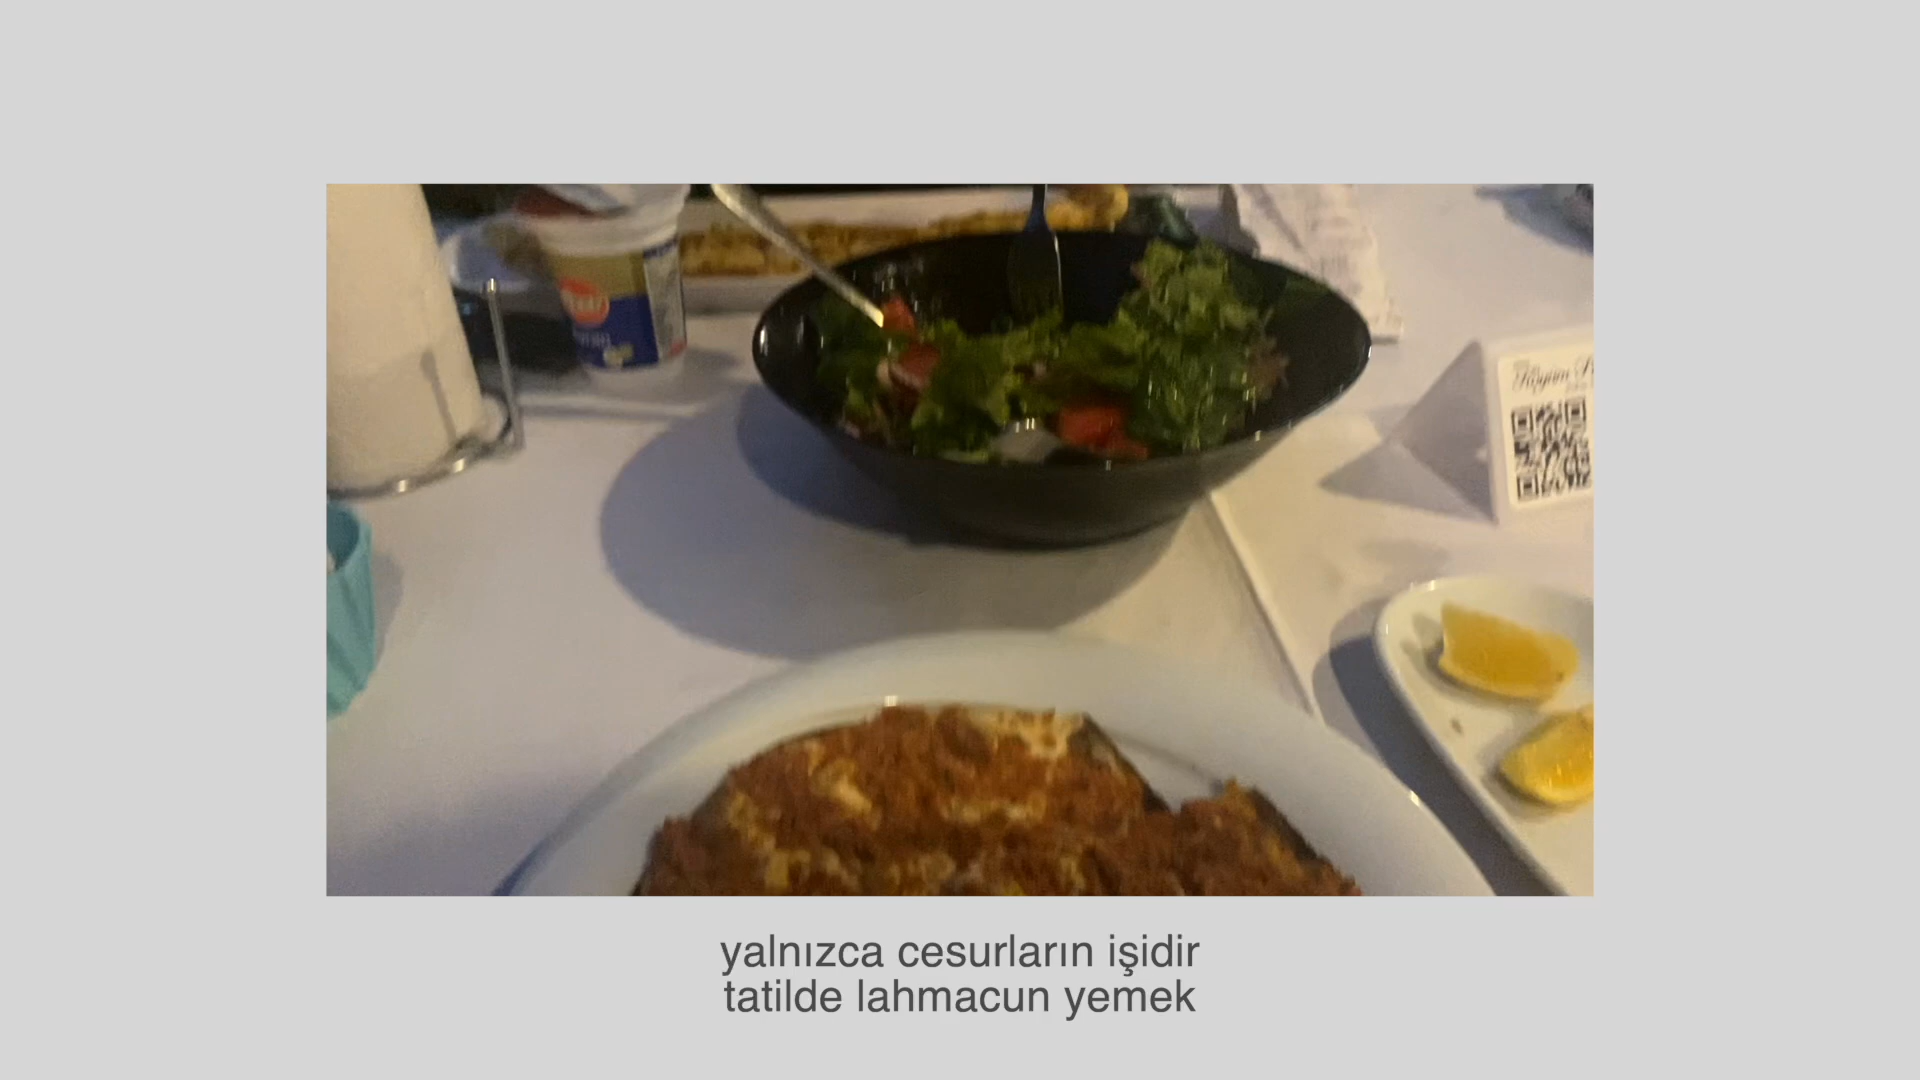 yalnızca cesurların işidir
tatilde lahmacun yemek